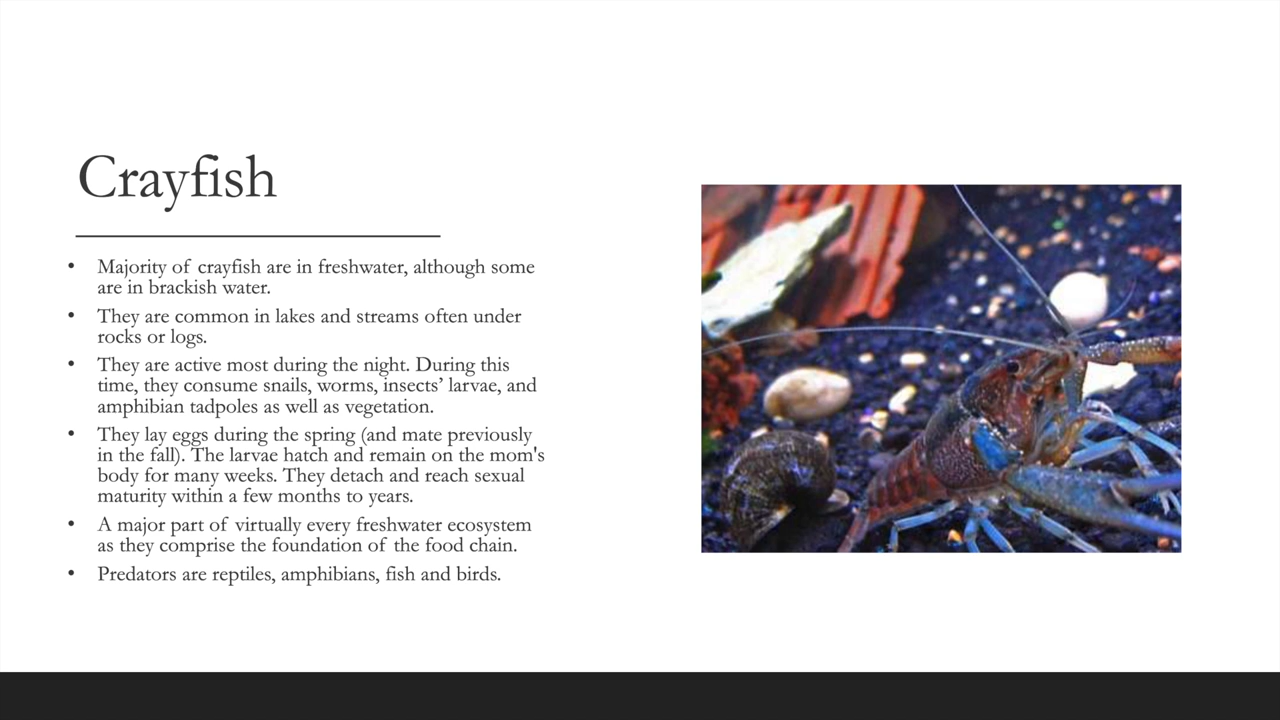 Crayfish
• Majority of crayfish are in freshwater, although some
are in brackish water.
• They are common in lakes and streams often under
rocks or logs.
• They are active most during the night. During this
time, they consume snails, worms, insects’ larvae, and
amphibian tadpoles as well as vegetation.
• They lay eggs during the spring (and mate previously
in the fall). The larvae hatch and remain on the mom's
body for many weeks. They detach and reach sexual
maturity within a few months to years.
• A major part of virtually every freshwater ecosystem
as they comprise the foundation of the food chain.
• Predators are reptiles, amphibians, fish and birds.